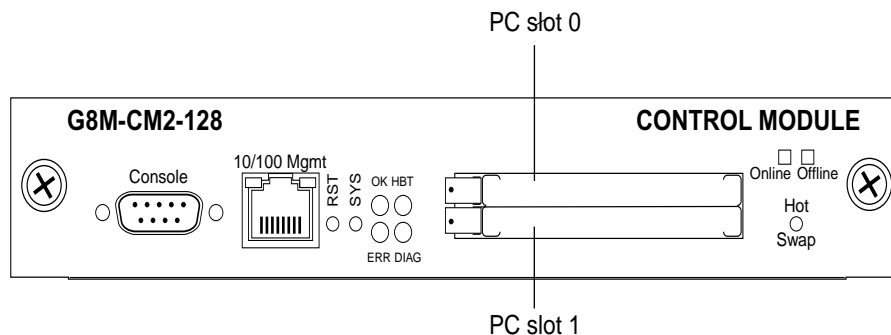 PC slot 0
G8M-CM2-128
CONTROL MODULE
Console
10/100 Mgmt
RST
SYS
OK HBT
ERR DIAG
Online Offline
Hot
Swap
PC slot 1